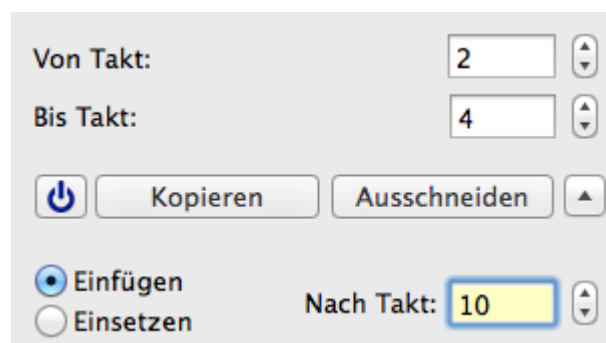 Von Takt: 2
Bis Takt: 4
Kopieren Ausschneiden
Einfügen
Nach Takt: 10
Einsetzen